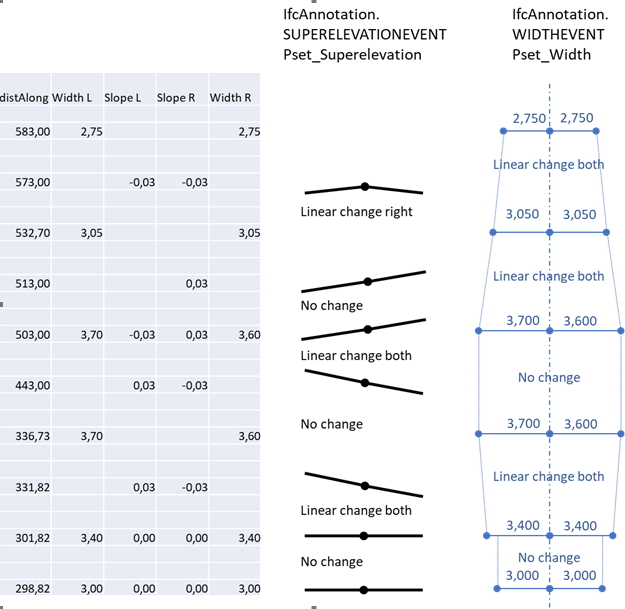 IfcAnnotation.
SUPERELEVATIONEVENT
Pset_Superelevation
IfcAnnotation.
WIDTHEVENT
Pset_Width
distAlong Width L Slope L Slope R Width R
583,00 2,75 2,75
573,00 -0,03 -0,03
532,70 3,05 3,05
513,00 0,03
503,00 3,70 -0,03 0,03 3,60
443,00 0,03 -0,03
336,73 3,70 3,60
331,82 0,03 -0,03
301,82 3,40 0,00 0,00 3,40
298,82 3,00 0,00 0,00 3,00
Linear change right
No change
Linear change both
No change
Linear change both
No change
2,750 2,750
Linear change both
3,050 3,050
Linear change both
3,700 3,600
No change
3,700 3,600
Linear change both
3,400 3,400
No change
3,000 3,000